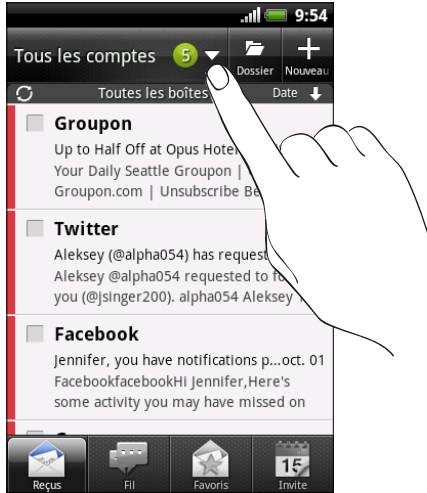 9:54
Tous les comptes 5
Dossier Nouveau
Toutes les boîtes Date
Groupon
Up to Half Off at Opus Hote
Your Daily Seattle Groupon |
Groupon.com | Unsubscribe Be
Twitter
Aleksey (@alpha054) has reques
Aleksey @alpha054 requested to fo
you (@jsinger200). alpha054 Aleksey
Facebook
Jennifer, you have notifications p...oct. 01
FacebookfacebookHi Jennifer,Here's
some activity you may have missed on
Reçus Fil Favoris 15 Invite